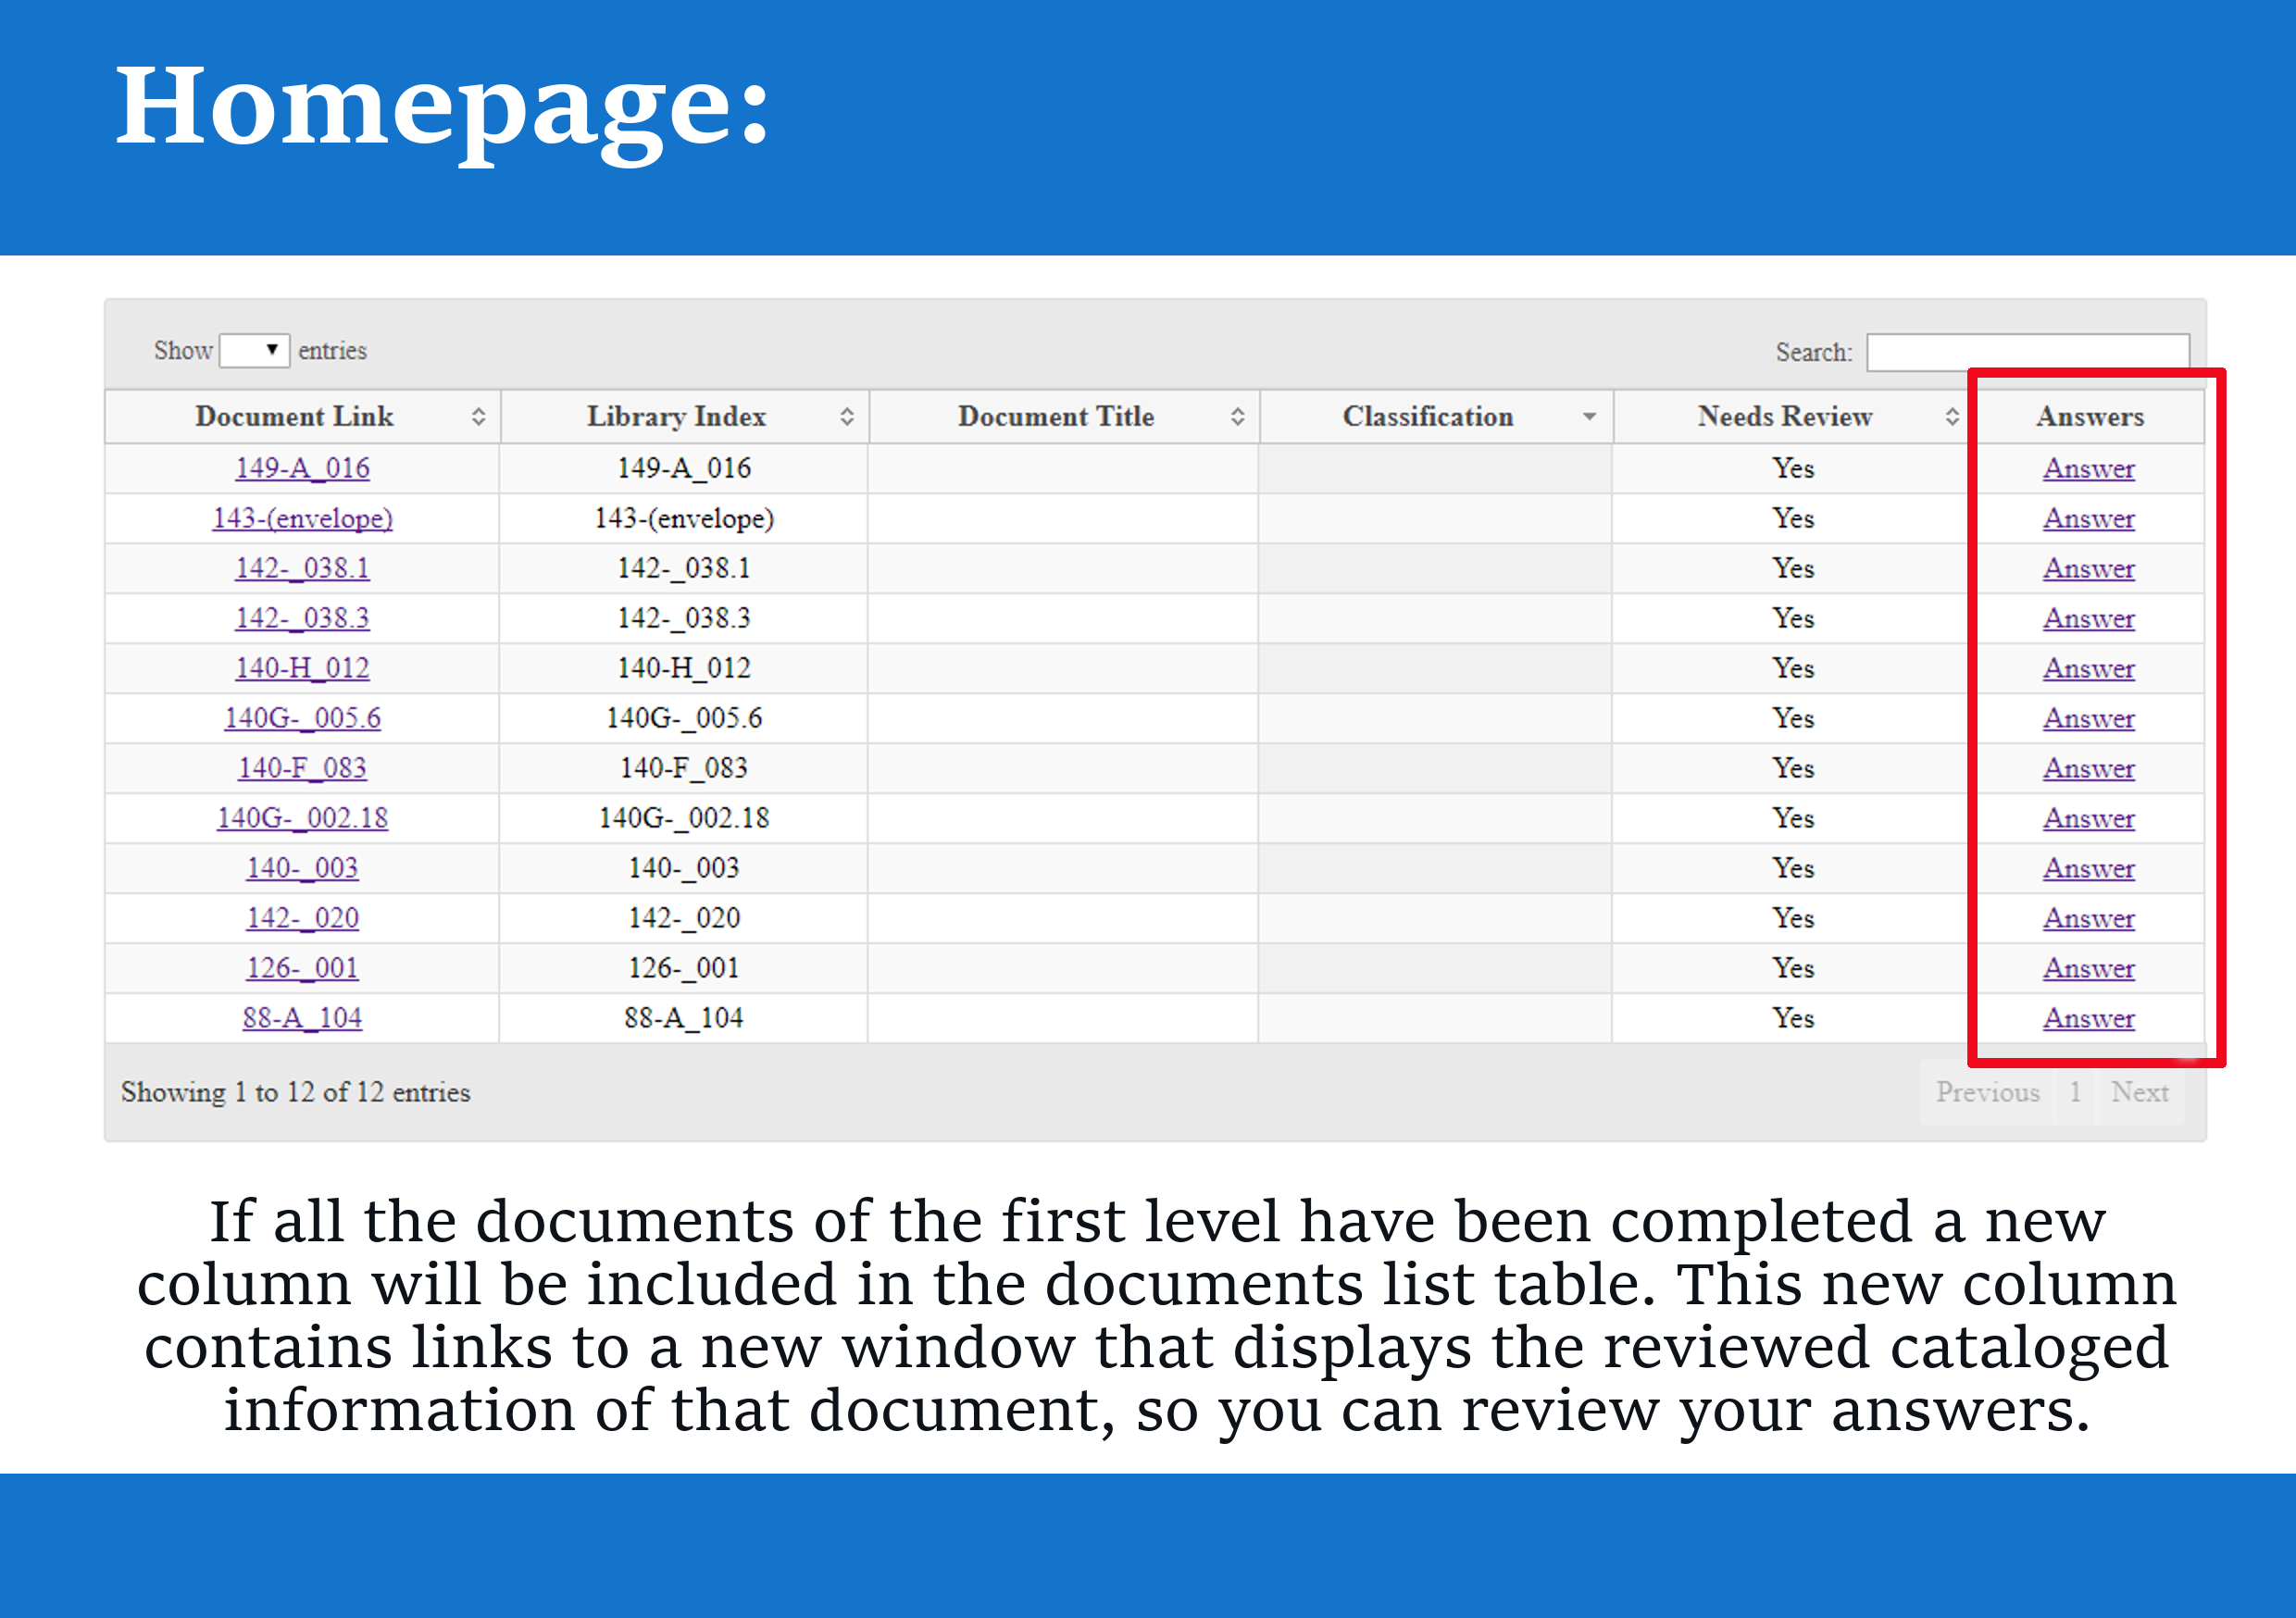 Homepage:
Show entries Search:
Document Link Library Index Document Title Classification Needs Review Answers
149-A_016 149-A_016 Yes Answer
143-(envelope) 143-(envelope) Yes Answer
142-_038.1 142-_038.1 Yes Answer
142-_038.3 142-_038.3 Yes Answer
140-H_012 140-H_012 Yes Answer
140G-_005.6 140G-_005.6 Yes Answer
140-F_083 140-F_083 Yes Answer
140G-_002.18 140G-_002.18 Yes Answer
140-_003 140-_003 Yes Answer
142-_020 142-_020 Yes Answer
126-_001 126-_001 Yes Answer
88-A_104 88-A_104 Yes Answer
Showing 1 to 12 of 12 entries Previous 1 Next
If all the documents of the first level have been completed a new
column will be included in the documents list table. This new column
contains links to a new window that displays the reviewed cataloged
information of that document, so you can review your answers.